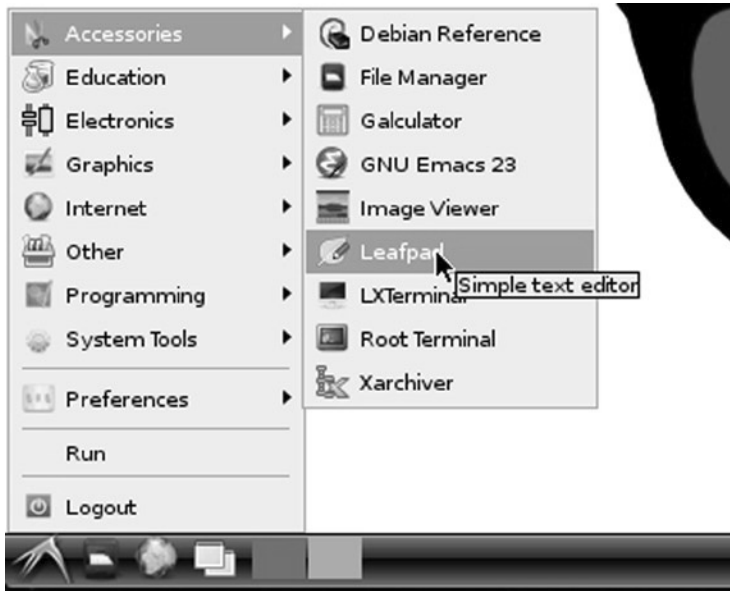 Accessories
Education
Electronics
Graphics
Internet
Other
Programming
System Tools
Preferences
Run
Logout
Debian Reference
File Manager
Galculator
GNU Emacs 23
Image Viewer
Leafpad
Simple text editor
LXTerminal
Root Terminal
Xarchiver